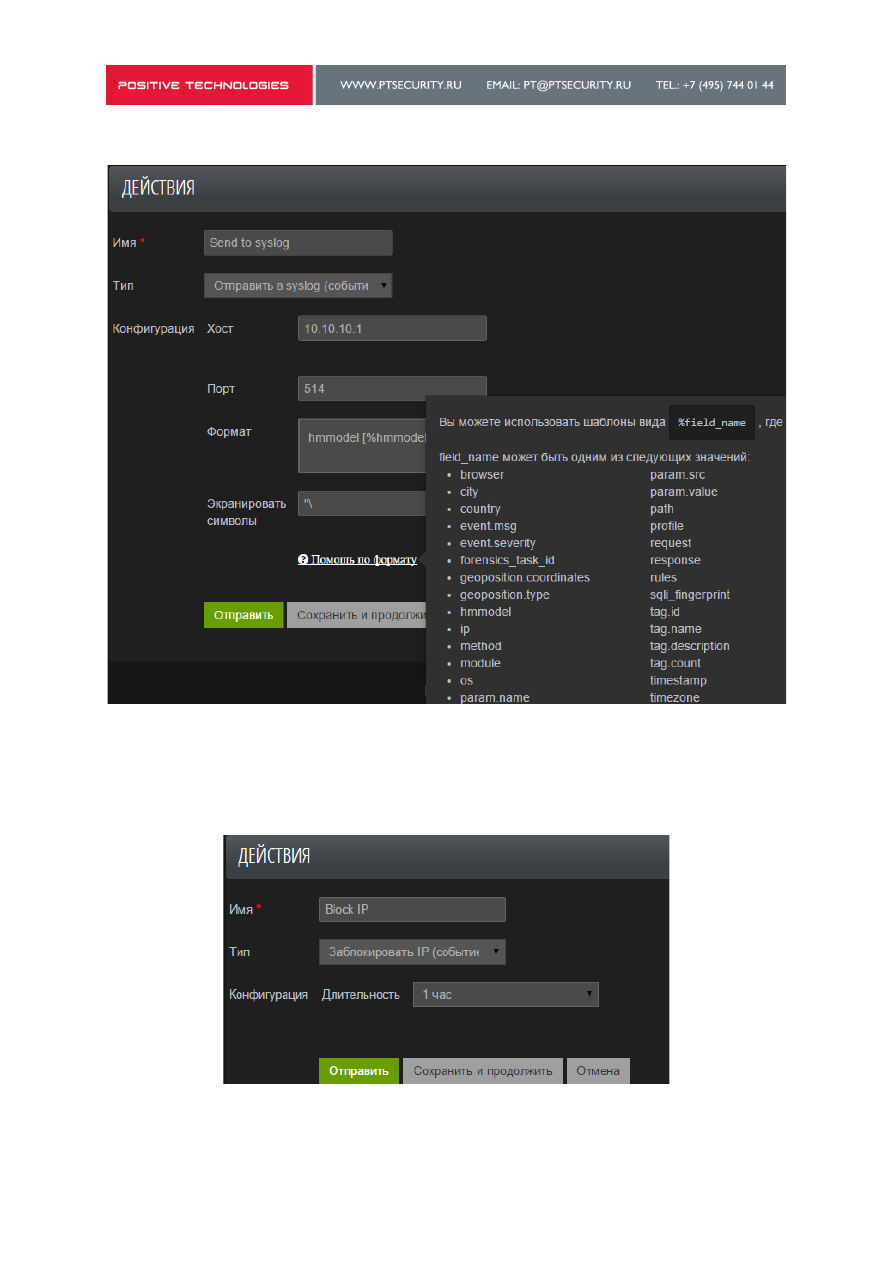 POSITIVE TECHNOLOGIES WWW.PTSECURITY.RU EMAIL: PT@PTSECURITY.RU TEL.: +7 (495) 744 01 44
ДЕЙСТВИЯ
Имя * Send to syslog
Тип Отправить в syslog (событи
Конфигурация Хост 10.10.10.1
Порт 514
Формат hmmodel [%hmmodel
Экранировать символы "\
Помощь по формату
Отправить Сохранить и продолжи
Вы можете использовать шаблоны вида %field_name , где
field_name может быть одним из следующих значений:
• browser param.src
• city param.value
• country path
• event.msg profile
• event.severity request
• forensics_task_id response
• geoposition.coordinates rules
• geoposition.type sqli_fingerprint
• hmmodel tag.id
• ip tag.name
• method tag.description
• module tag.count
• os timestamp
• param.name timezone
ДЕЙСТВИЯ
Имя * Block IP
Тип Заблокировать IP (событие
Конфигурация Длительность 1 час
Отправить Сохранить и продолжить Отмена